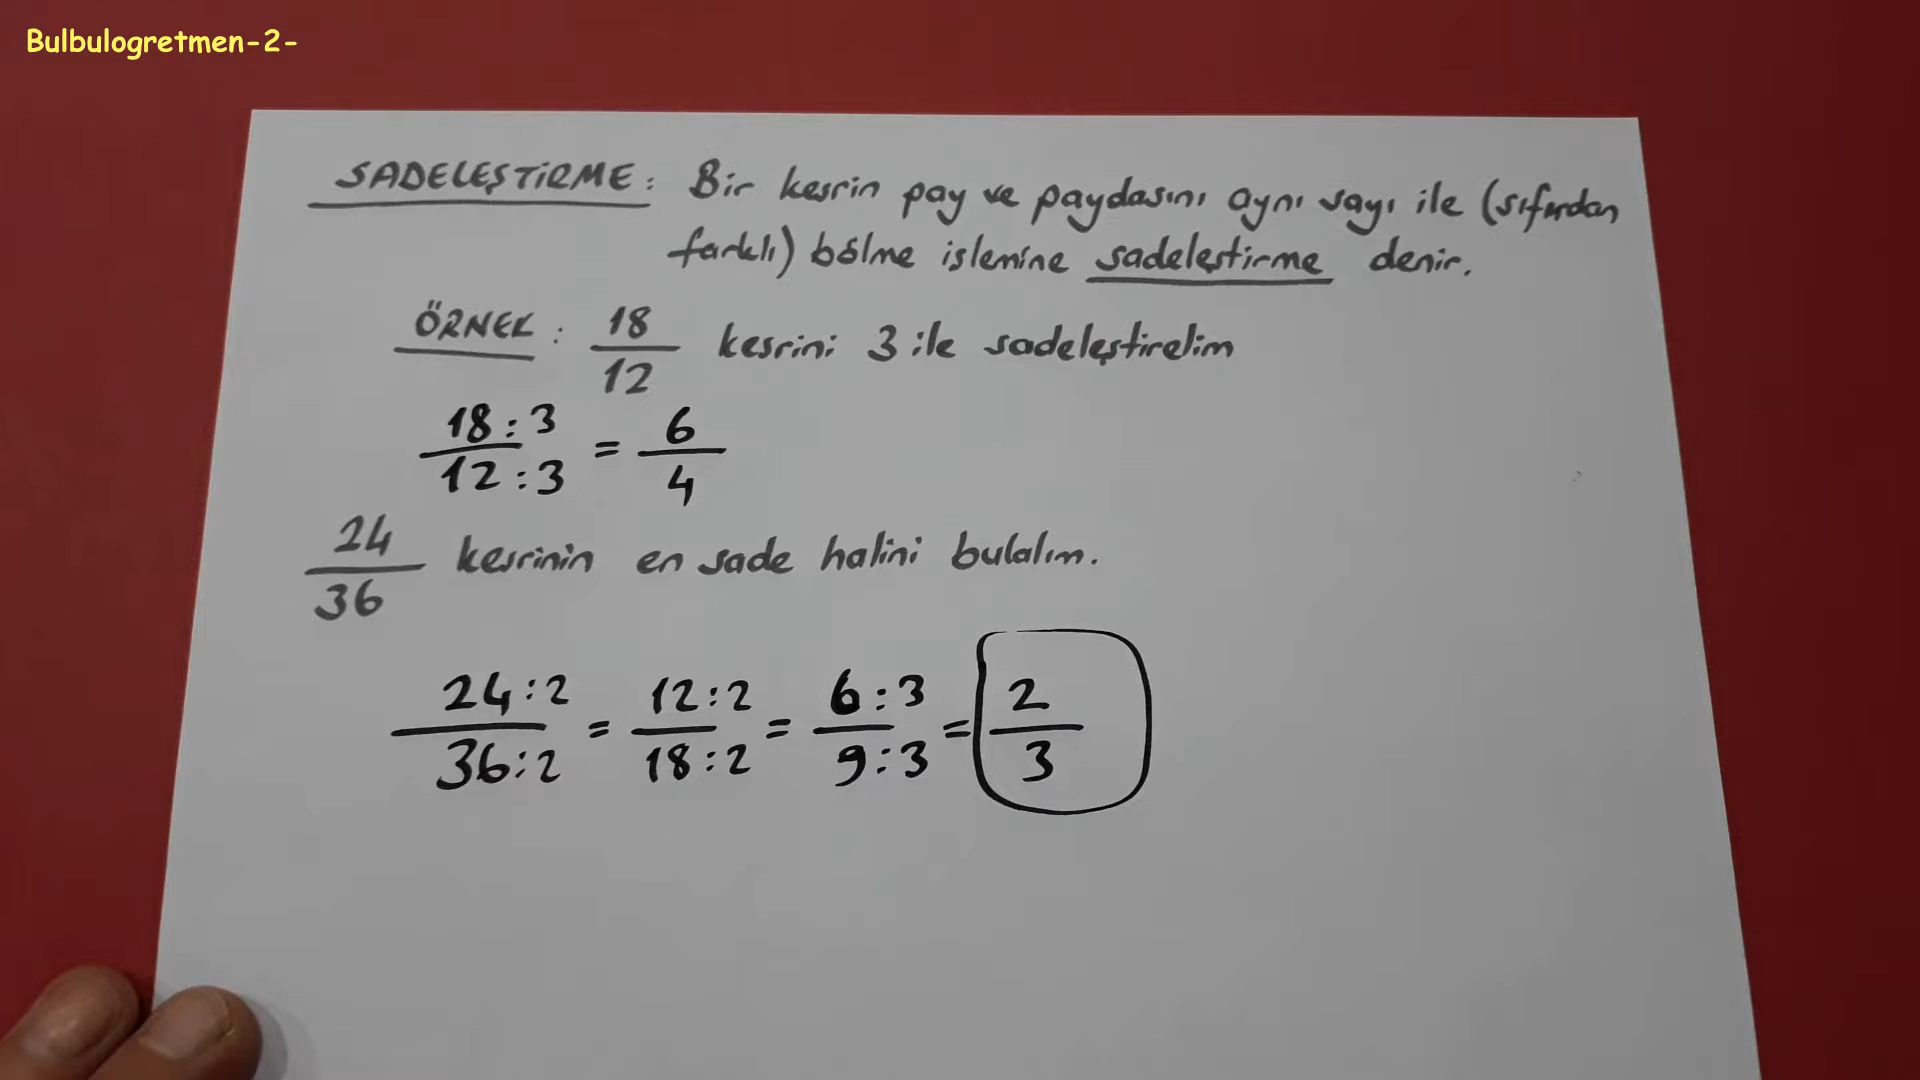 Bulbulogretmen-2-
SADELEŞTİRME: Bir kesrin pay ve paydasını aynı sayı ile (sıfırdan
farklı) bölme islemine sadeleştirme denir.
ÖRNEK: 18/12 kesrini 3 ile sadeleştirelim
18:3/12:3 = 6/4
24/36 kesrinin en sade halini bulalım.
24:2/36:2 = 12:2/18:2 = 6:3/9:3 = 2/3